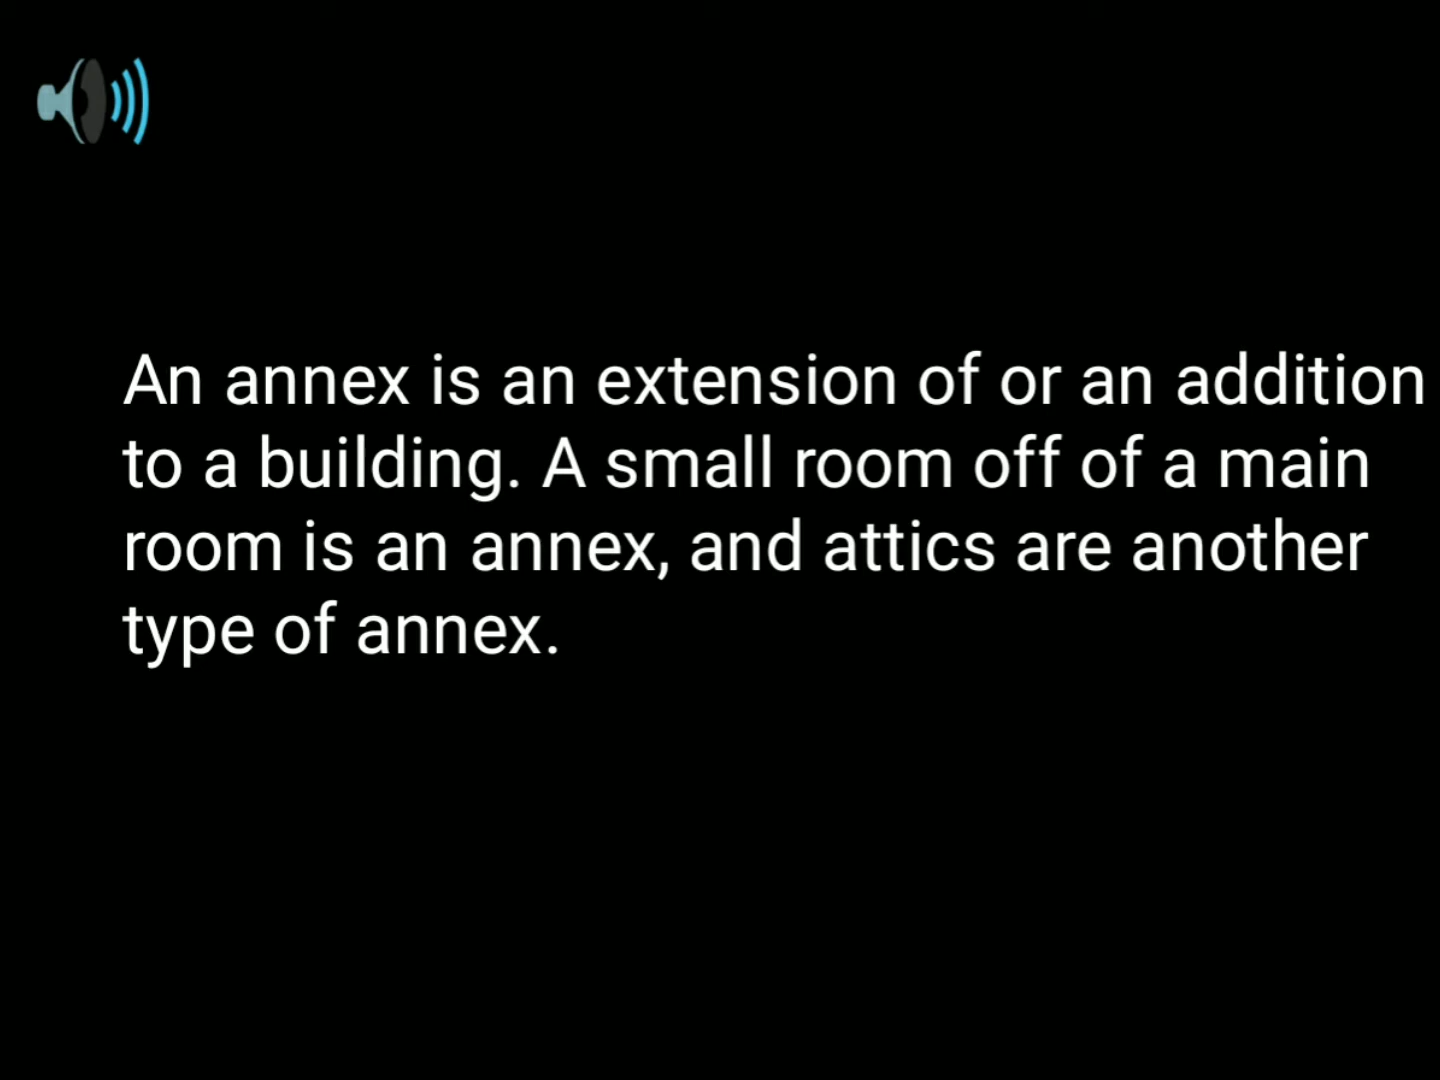 An annex is an extension of or an addition
to a building. A small room off of a main
room is an annex, and attics are another
type of annex.